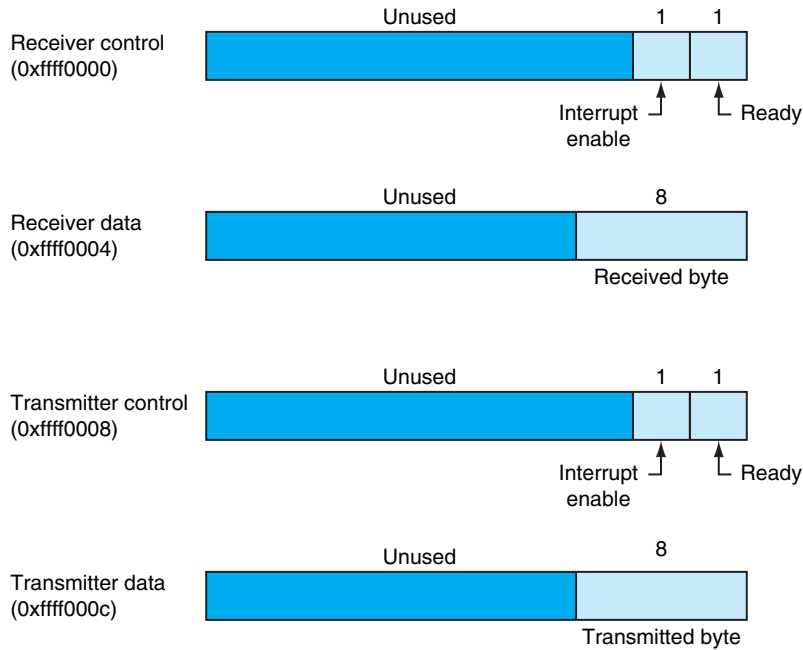 Unused 1 1
Receiver control
(0xffff0000)
Interrupt
enable
Ready
Unused 8
Receiver data
(0xffff0004)
Received byte
Unused 1 1
Transmitter control
(0xffff0008)
Interrupt
enable
Ready
Unused 8
Transmitter data
(0xffff000c)
Transmitted byte